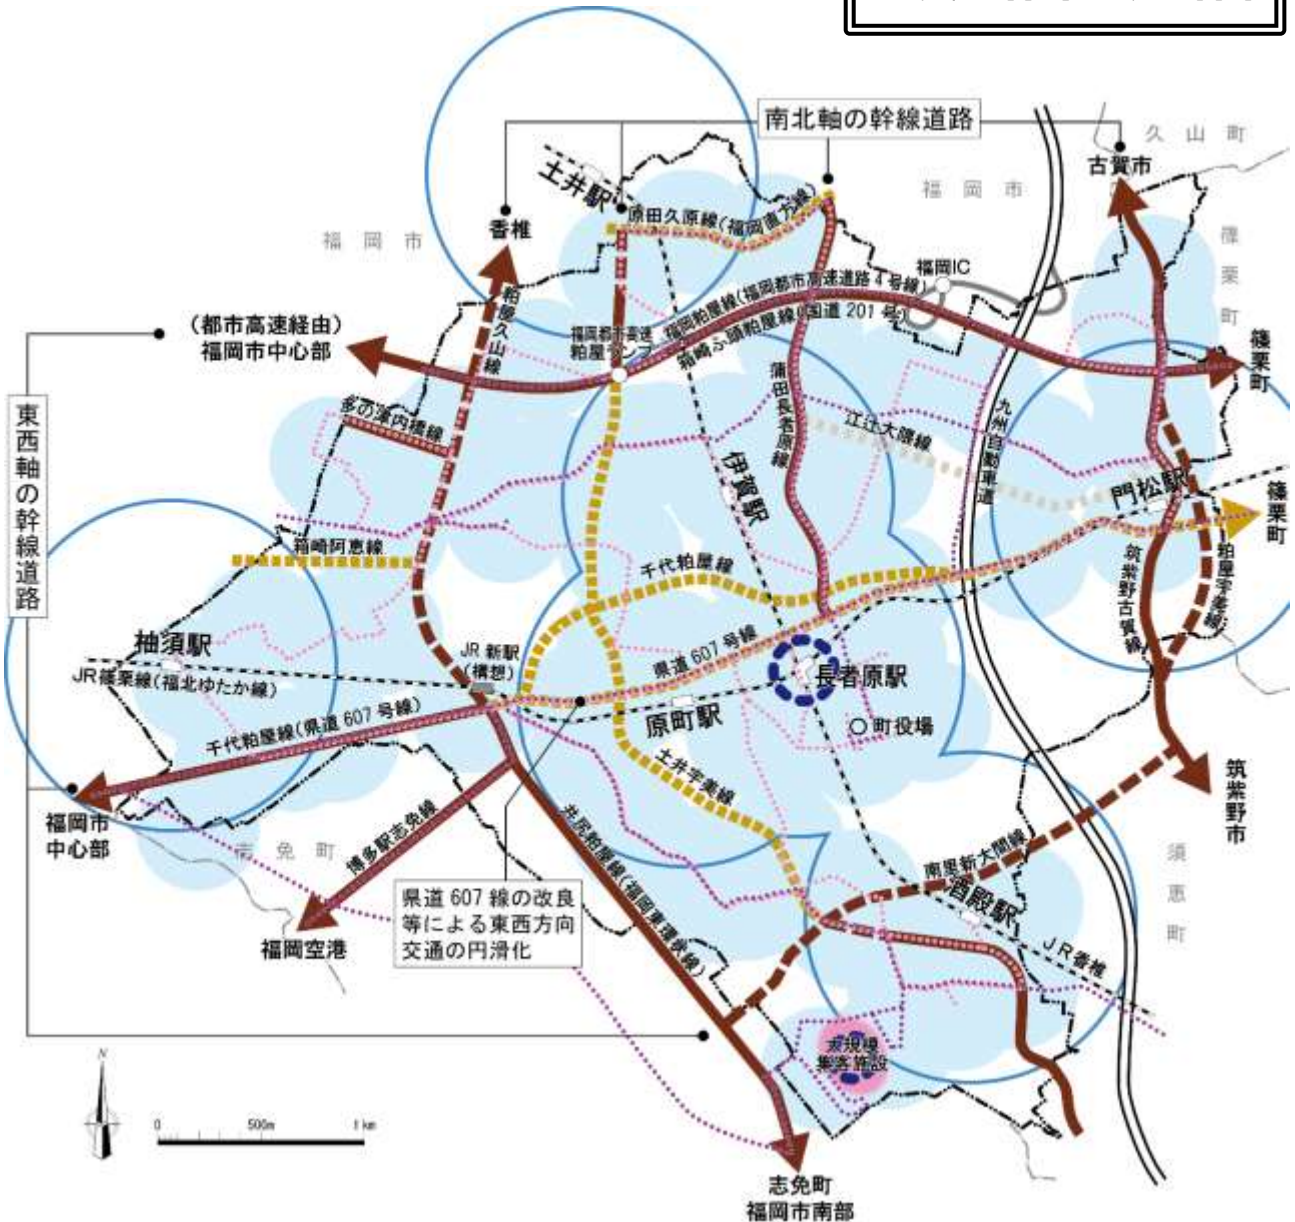 南北軸の幹線道路
久山町
古賀市
福岡市
土井駅
原田久原線(福岡直方線)
香椎
福岡市
篠栗町
福岡IC
粕屋久山線
福岡粕屋線(福岡都市高速道路4号線)
箱崎ふ頭粕屋線(国道201号)
(都市高速経由)
福岡市中心部
福岡都市高速
粕屋ランプ
篠栗町
東西軸の幹線道路
多の津内橋線
蒲田長者原線
江辻大隈線
九州自動車道
伊賀駅
門松駅
篠栗町
箱崎阿恵線
千代粕屋線
筑紫野古賀線
粕屋宇美線
柚須駅
JR新駅
(構想)
県道607号線
長者原駅
JR篠栗線(福北ゆたか線)
千代粕屋線(県道607号線)
原町駅
町役場
土井宇美線
筑紫野市
福岡市
中心部
志免町
博多駅志免線
井尻粕屋線(福岡東環状線)
南里新大間線
須恵町
県道607線の改良
等による東西方向
交通の円滑化
福岡空港
酒殿駅
JR香椎
大規模
集客施設
N
0
500m
1km
志免町
福岡市南部